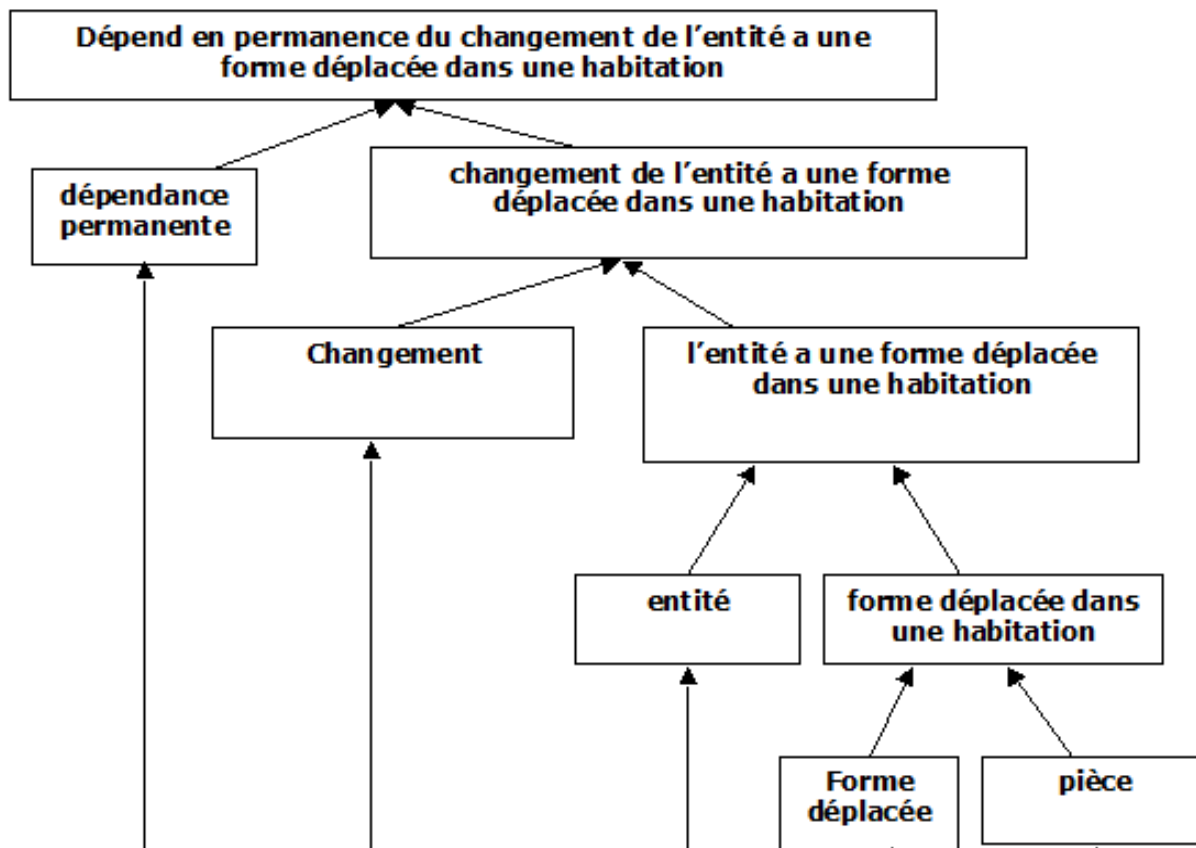 Dépend en permanence du changement de l’entité a une
forme déplacée dans une habitation
dépendance
permanente
changement de l’entité a une forme
déplacée dans une habitation
Changement
l’entité a une forme déplacée
dans une habitation
entité
forme déplacée dans
une habitation
Forme
déplacée
pièce